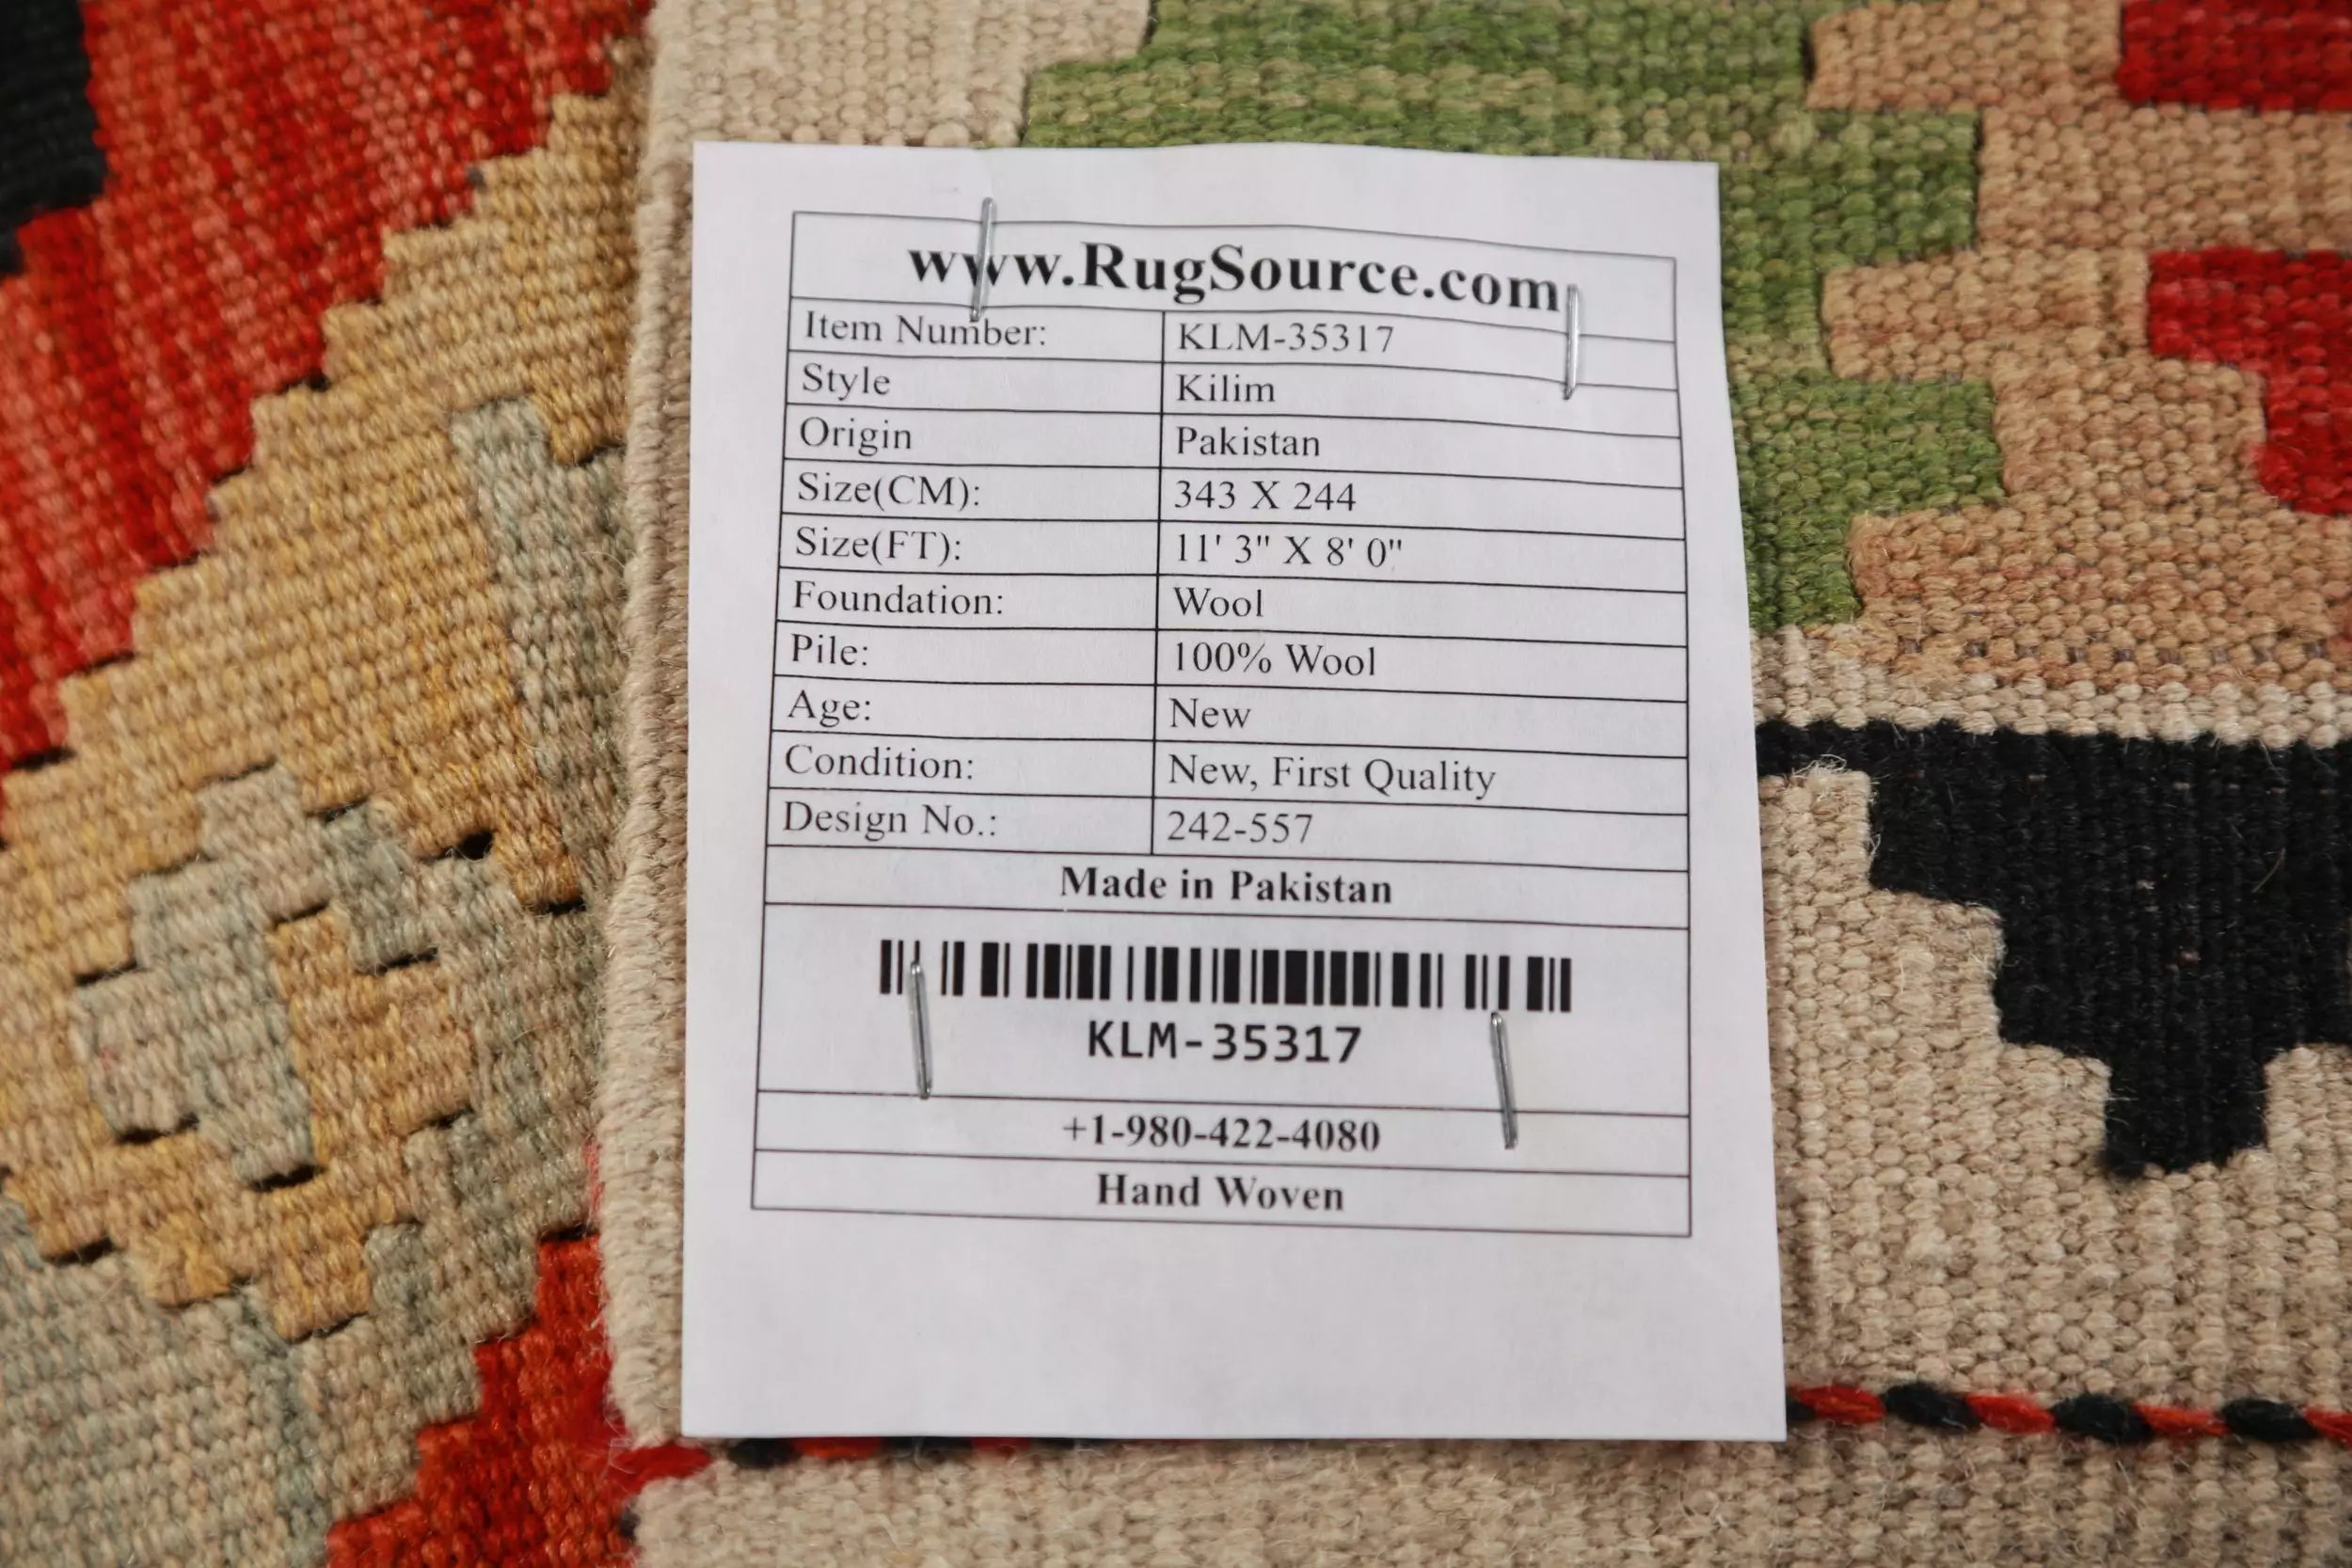 www.RugSource.com
Item Number: KLM-35317
Style Kilim
Origin Pakistan
Size(CM): 343 X 244
Size(FT): 11' 3" X 8' 0"
Foundation: Wool
Pile: 100% Wool
Age: New
Condition: New, First Quality
Design No.: 242-557
Made in Pakistan
KLM-35317
+1-980-422-4080
Hand Woven